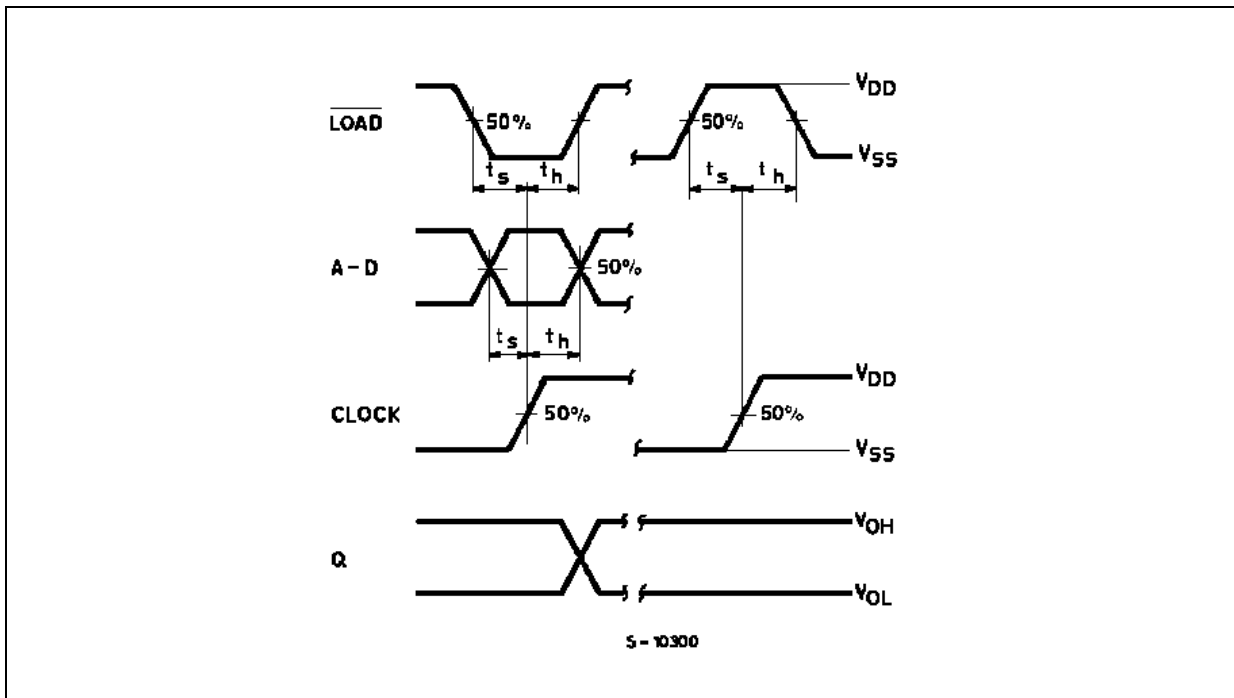 VDD
LOAD
50%
50%
VSS
ts
th
ts
th
A-D
50%
ts
th
VDD
CLOCK
50%
50%
VSS
VOH
Q
VOL
S-10300